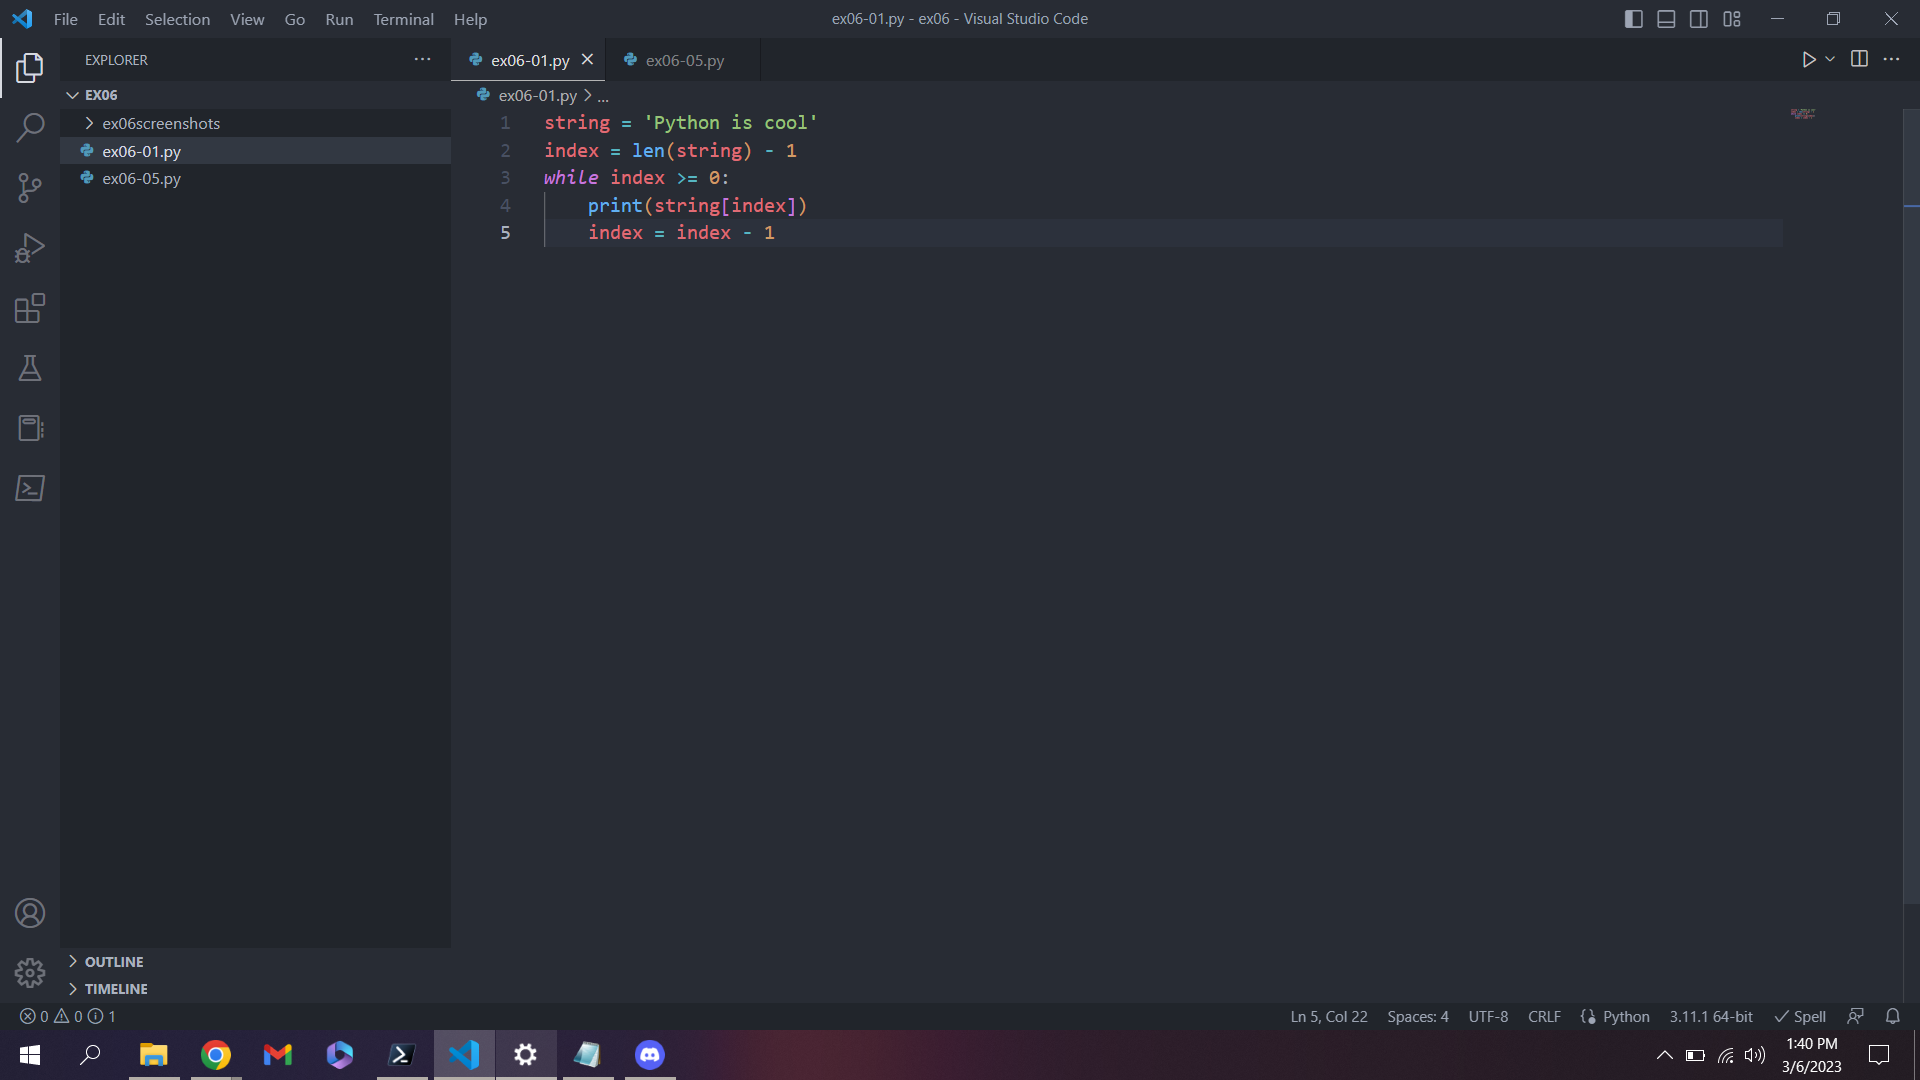 File Edit Selection View Go Run Terminal Help ex06-01.py - ex06 - Visual Studio Code
EXPLORER
EX06
ex06screenshots
ex06-01.py
ex06-05.py
ex06-01.py ex06-05.py
ex06-01.py > ...
1 string = 'Python is cool'
2 index = len(string) - 1
3 while index >= 0:
4     print(string[index])
5     index = index - 1
OUTLINE
TIMELINE
0 0 1 Ln 5, Col 22 Spaces: 4 UTF-8 CRLF Python 3.11.1 64-bit Spell
1:40 PM
3/6/2023